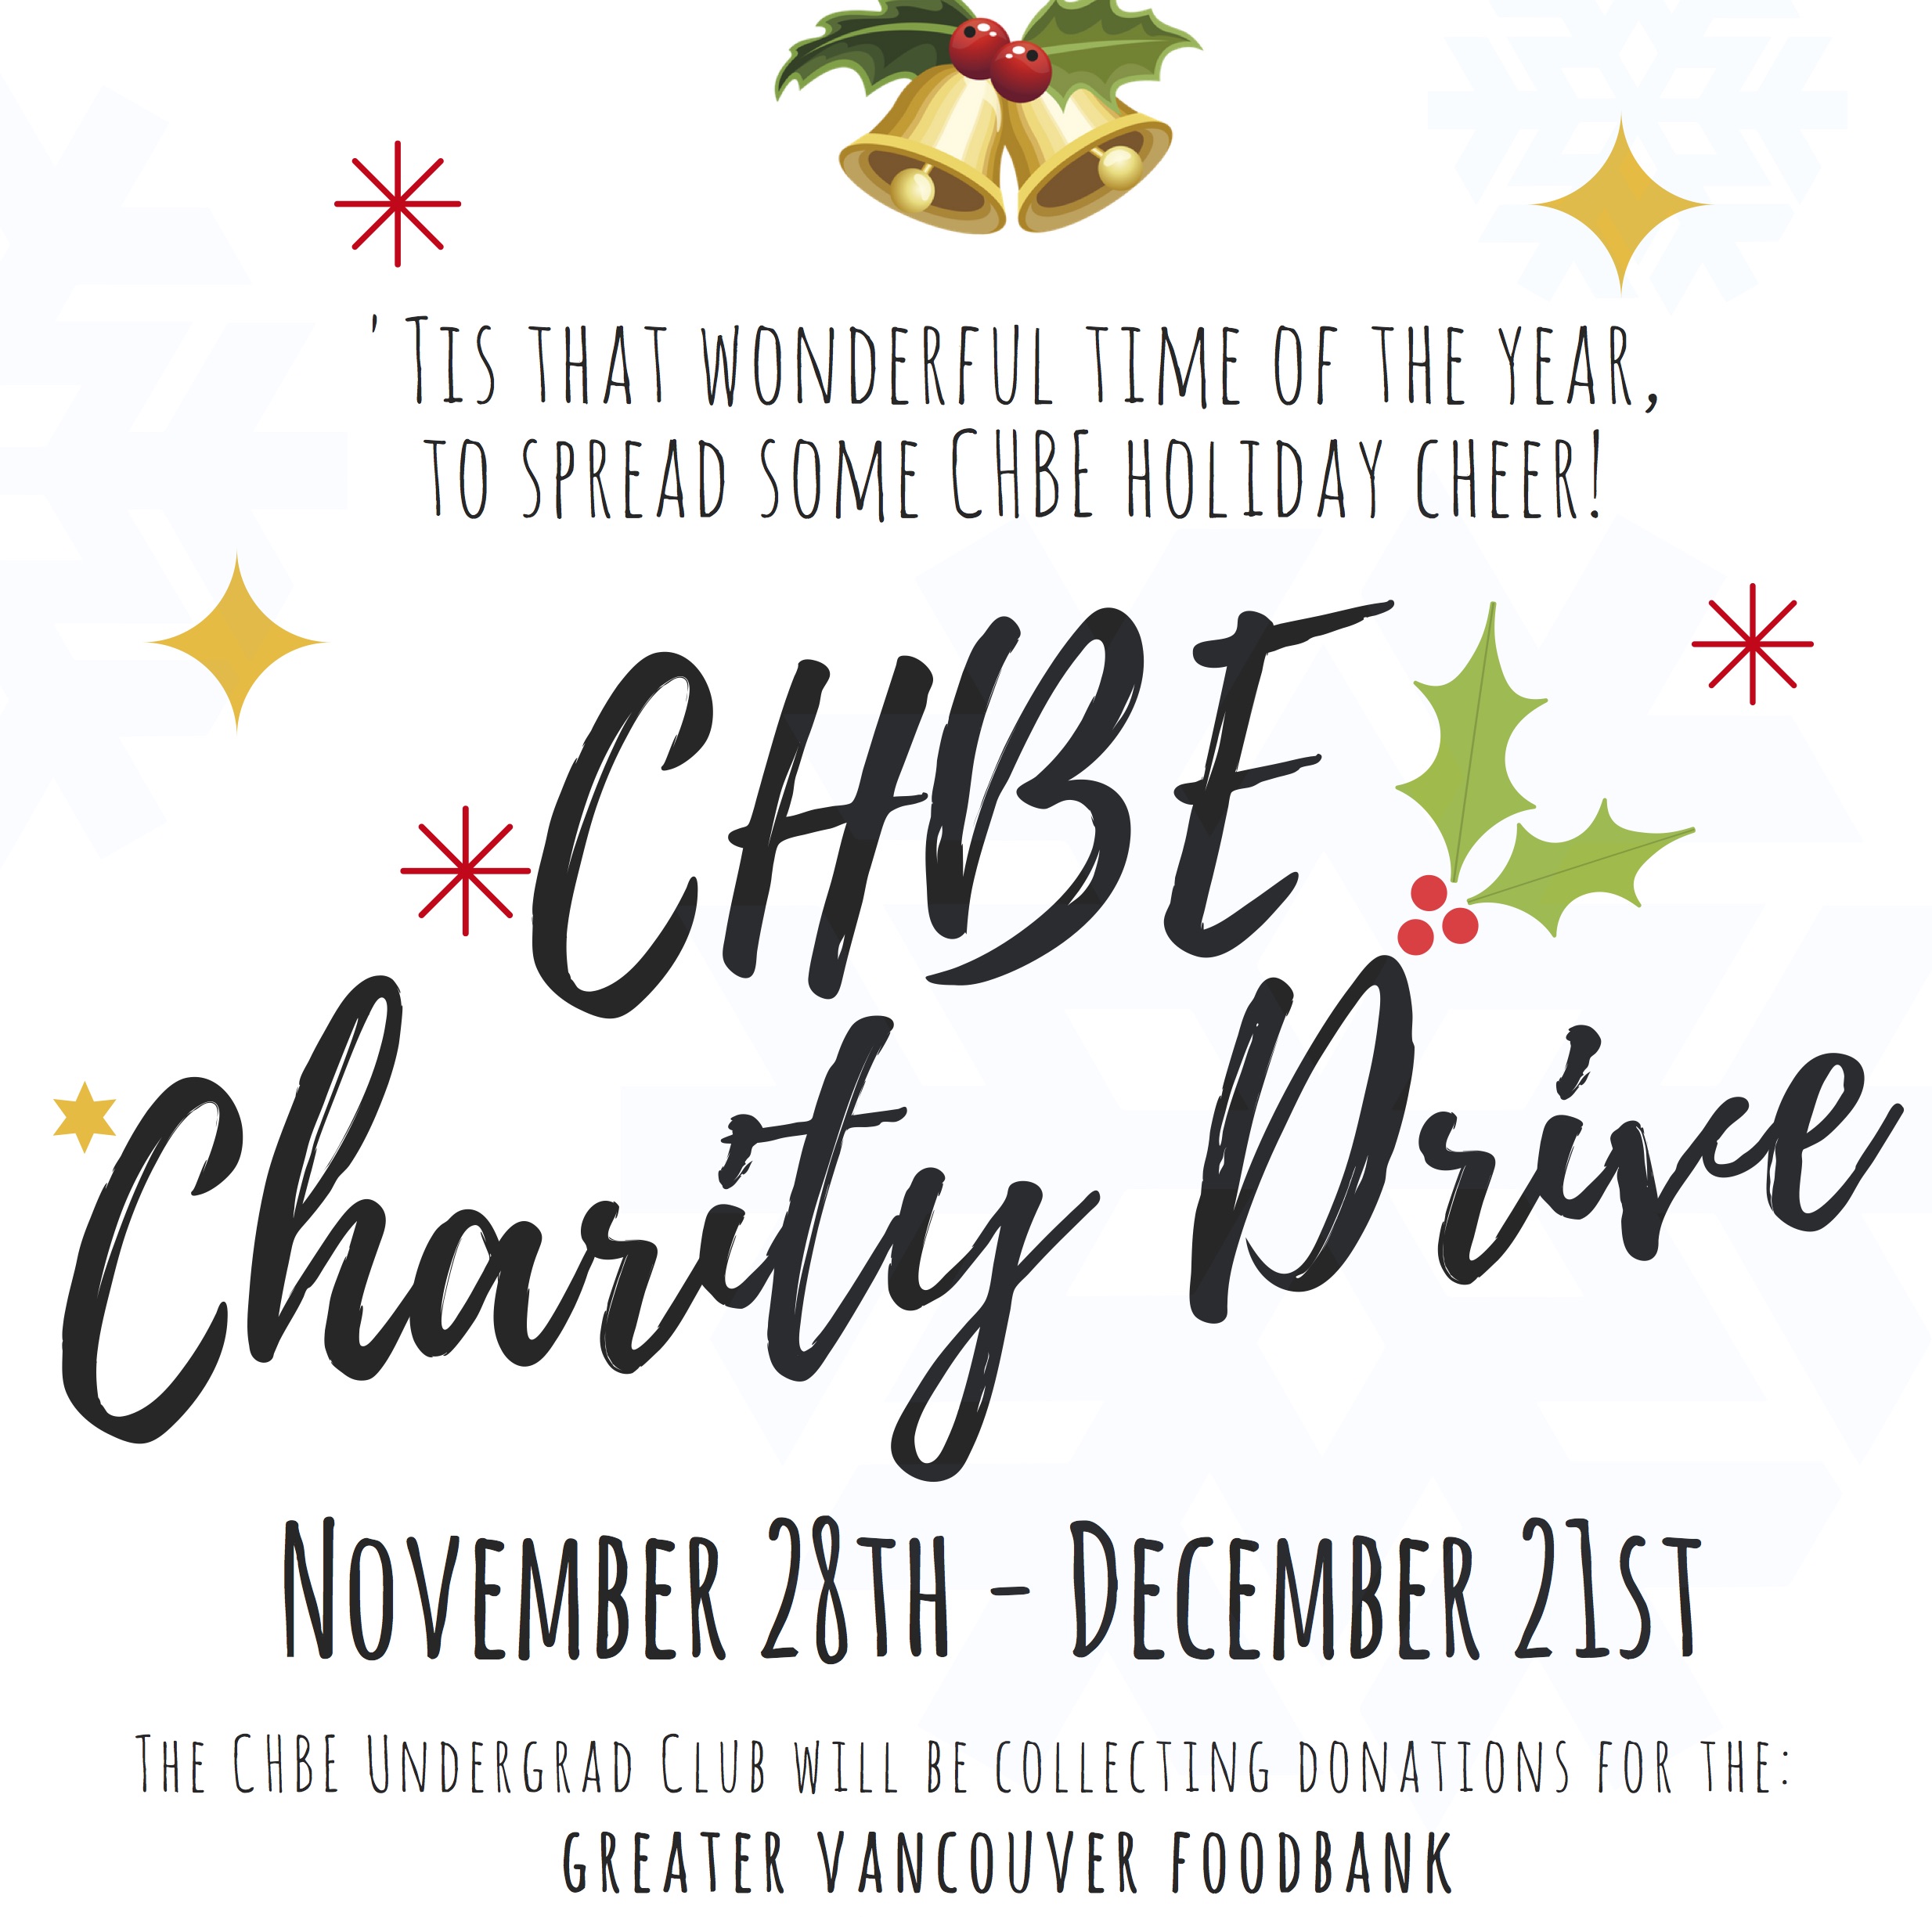 ' Tis that wonderful time of the year,
to spread some CHBE holiday cheer!
CHBE
Charity Drive
November 28th - December 21st
The CHBE Undergrad Club will be collecting donations for the:
greater vancouver foodbank